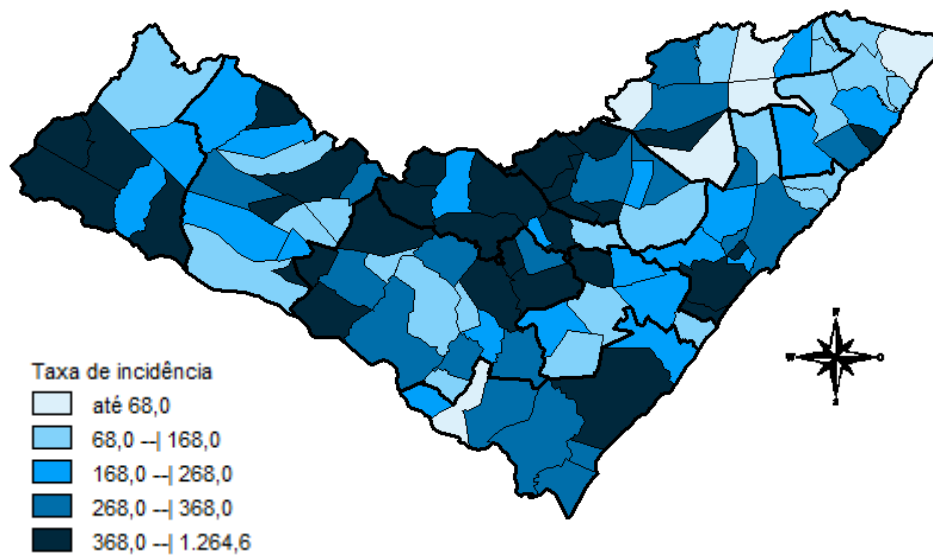 Taxa de incidência
até 68,0
68,0 --| 168,0
168,0 --| 268,0
268,0 --| 368,0
368,0 --| 1.264,6